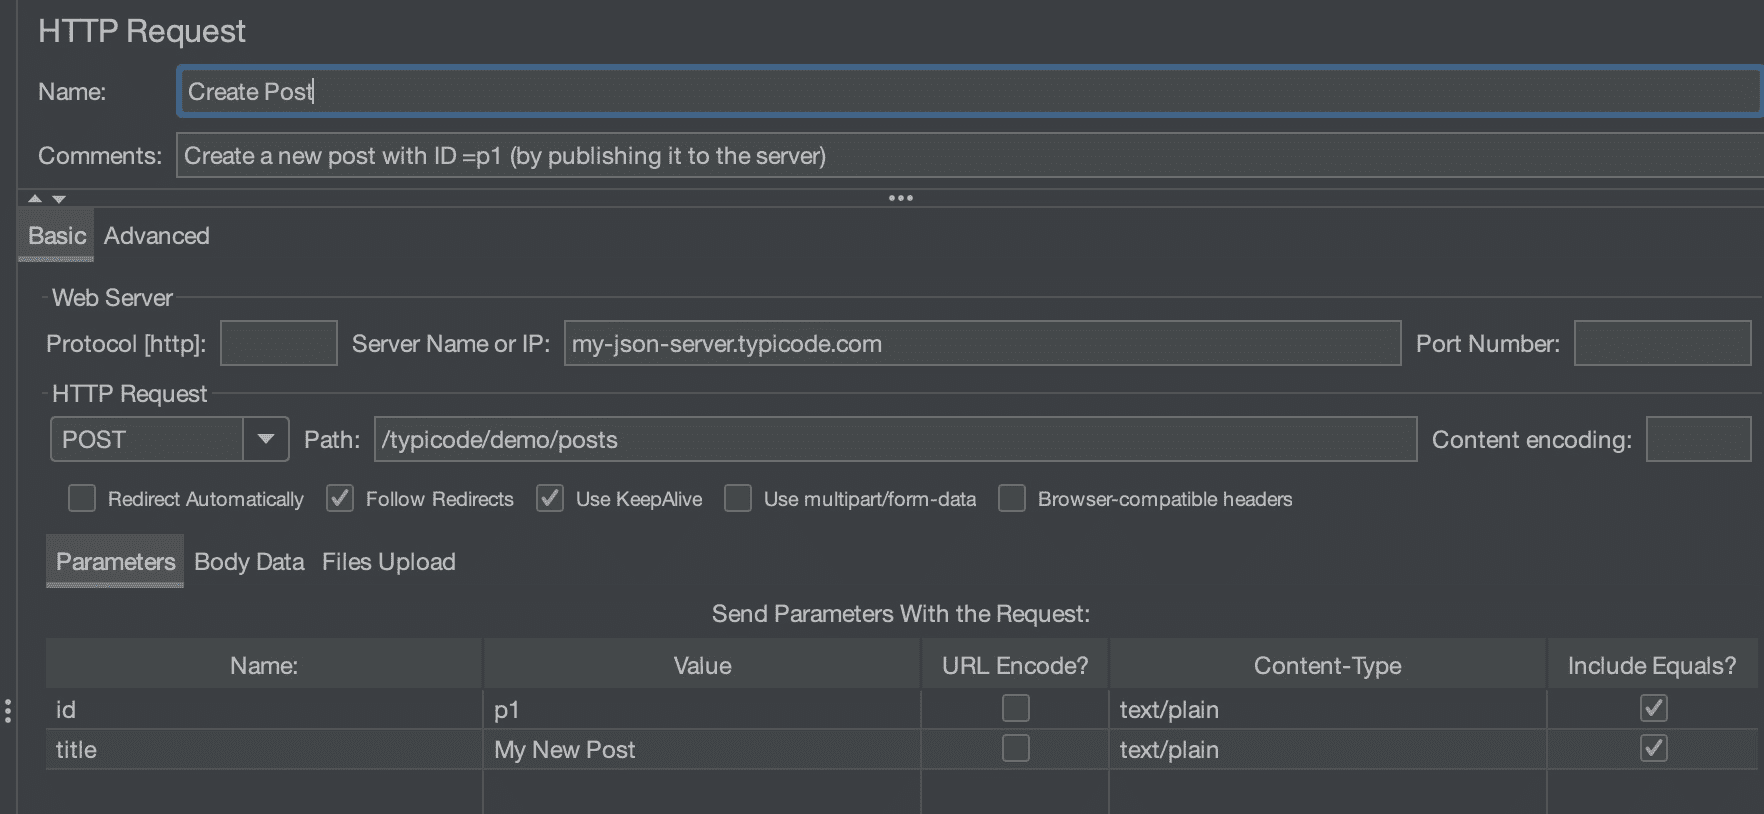 HTTP Request
Name: Create Post
Comments: Create a new post with ID =p1 (by publishing it to the server)
Basic Advanced
Web Server
Protocol [http]: Server Name or IP: my-json-server.typicode.com Port Number:
HTTP Request
POST Path: /typicode/demo/posts Content encoding:
Redirect Automatically Follow Redirects Use KeepAlive Use multipart/form-data Browser-compatible headers
Parameters Body Data Files Upload
Send Parameters With the Request:
Name: Value URL Encode? Content-Type Include Equals?
id p1 text/plain
title My New Post text/plain